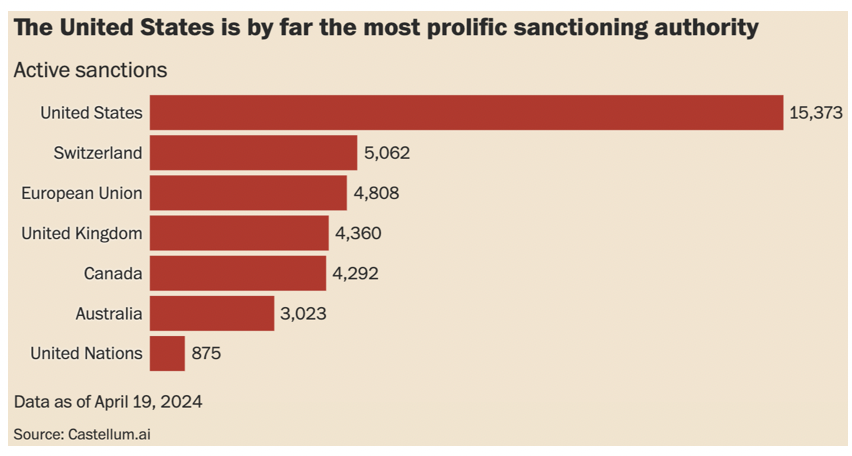 The United States is by far the most prolific sanctioning authority
Active sanctions
United States 15,373
Switzerland 5,062
European Union 4,808
United Kingdom 4,360
Canada 4,292
Australia 3,023
United Nations 875
Data as of April 19, 2024
Source: Castellum.ai